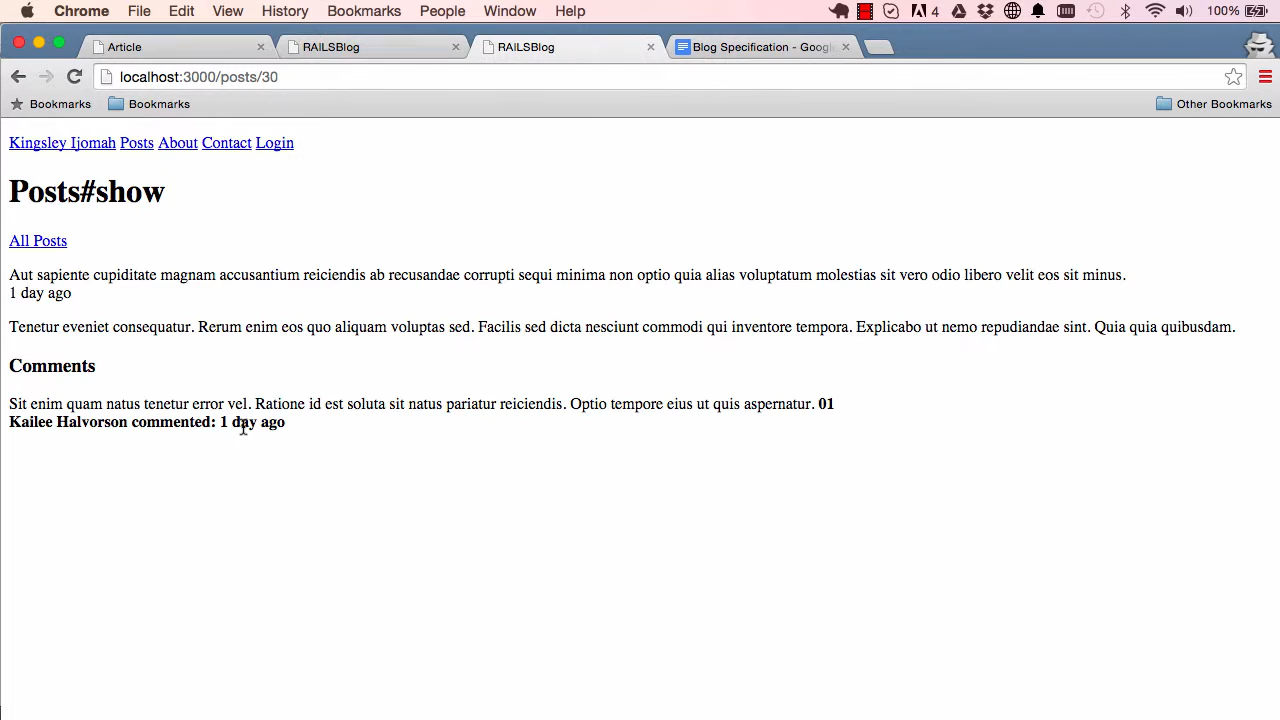 Chrome File Edit View History Bookmarks People Window Help 4 100%
Article RAILSBlog RAILSBlog Blog Specification - Googl
localhost:3000/posts/30
Bookmarks Bookmarks Other Bookmarks
Kingsley Ijomah Posts About Contact Login
Posts#show
All Posts
Aut sapiente cupiditate magnam accusantium reiciendis ab recusandae corrupti sequi minima non optio quia alias voluptatum molestias sit vero odio libero velit eos sit minus.
1 day ago
Tenetur eveniet consequatur. Rerum enim eos quo aliquam voluptas sed. Facilis sed dicta nesciunt commodi qui inventore tempora. Explicabo ut nemo repudiandae sint. Quia quia quibusdam.
Comments
Sit enim quam natus tenetur error vel. Ratione id est soluta sit natus pariatur reiciendis. Optio tempore eius ut quis aspernatur. 01
Kailee Halvorson commented: 1 day ago